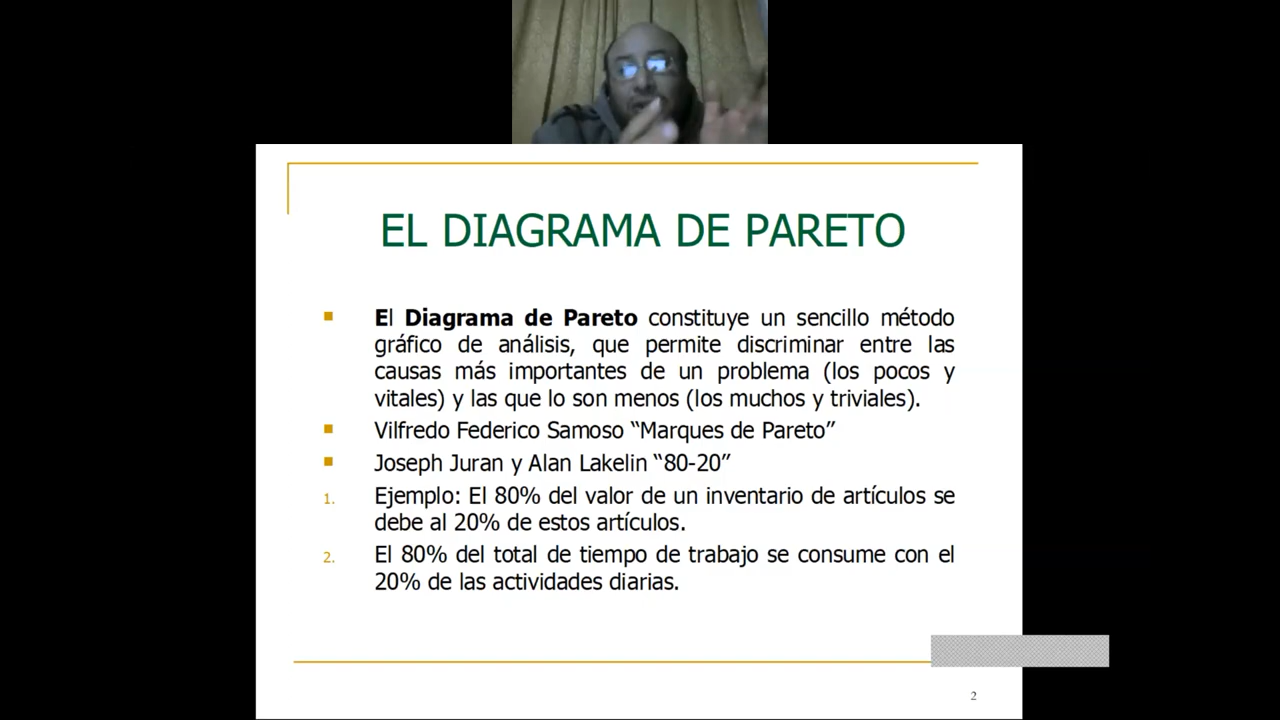 EL DIAGRAMA DE PARETO
El Diagrama de Pareto constituye un sencillo método
gráfico de análisis, que permite discriminar entre las
causas más importantes de un problema (los pocos y
vitales) y las que lo son menos (los muchos y triviales).
Vilfredo Federico Samoso “Marques de Pareto”
Joseph Juran y Alan Lakelin “80-20”
1. Ejemplo: El 80% del valor de un inventario de artículos se
debe al 20% de estos artículos.
2. El 80% del total de tiempo de trabajo se consume con el
20% de las actividades diarias.
2